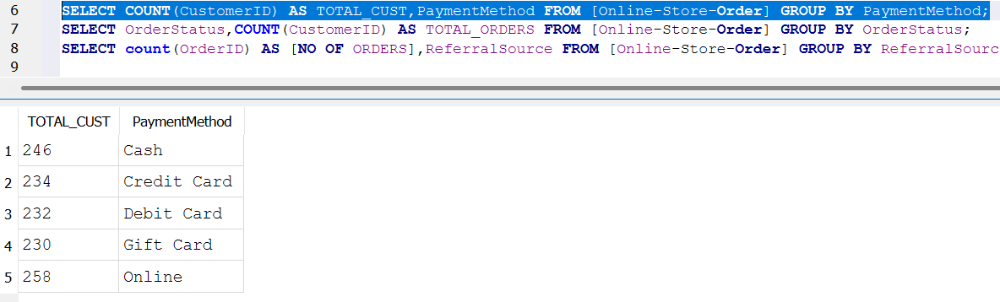 6 SELECT COUNT(CustomerID) AS TOTAL_CUST,PaymentMethod FROM [Online-Store-Order] GROUP BY PaymentMethod;
7 SELECT OrderStatus,COUNT(CustomerID) AS TOTAL_ORDERS FROM [Online-Store-Order] GROUP BY OrderStatus;
8 SELECT count(OrderID) AS [NO OF ORDERS],ReferralSource FROM [Online-Store-Order] GROUP BY ReferralSourc
9
TOTAL_CUST PaymentMethod
1 246 Cash
2 234 Credit Card
3 232 Debit Card
4 230 Gift Card
5 258 Online